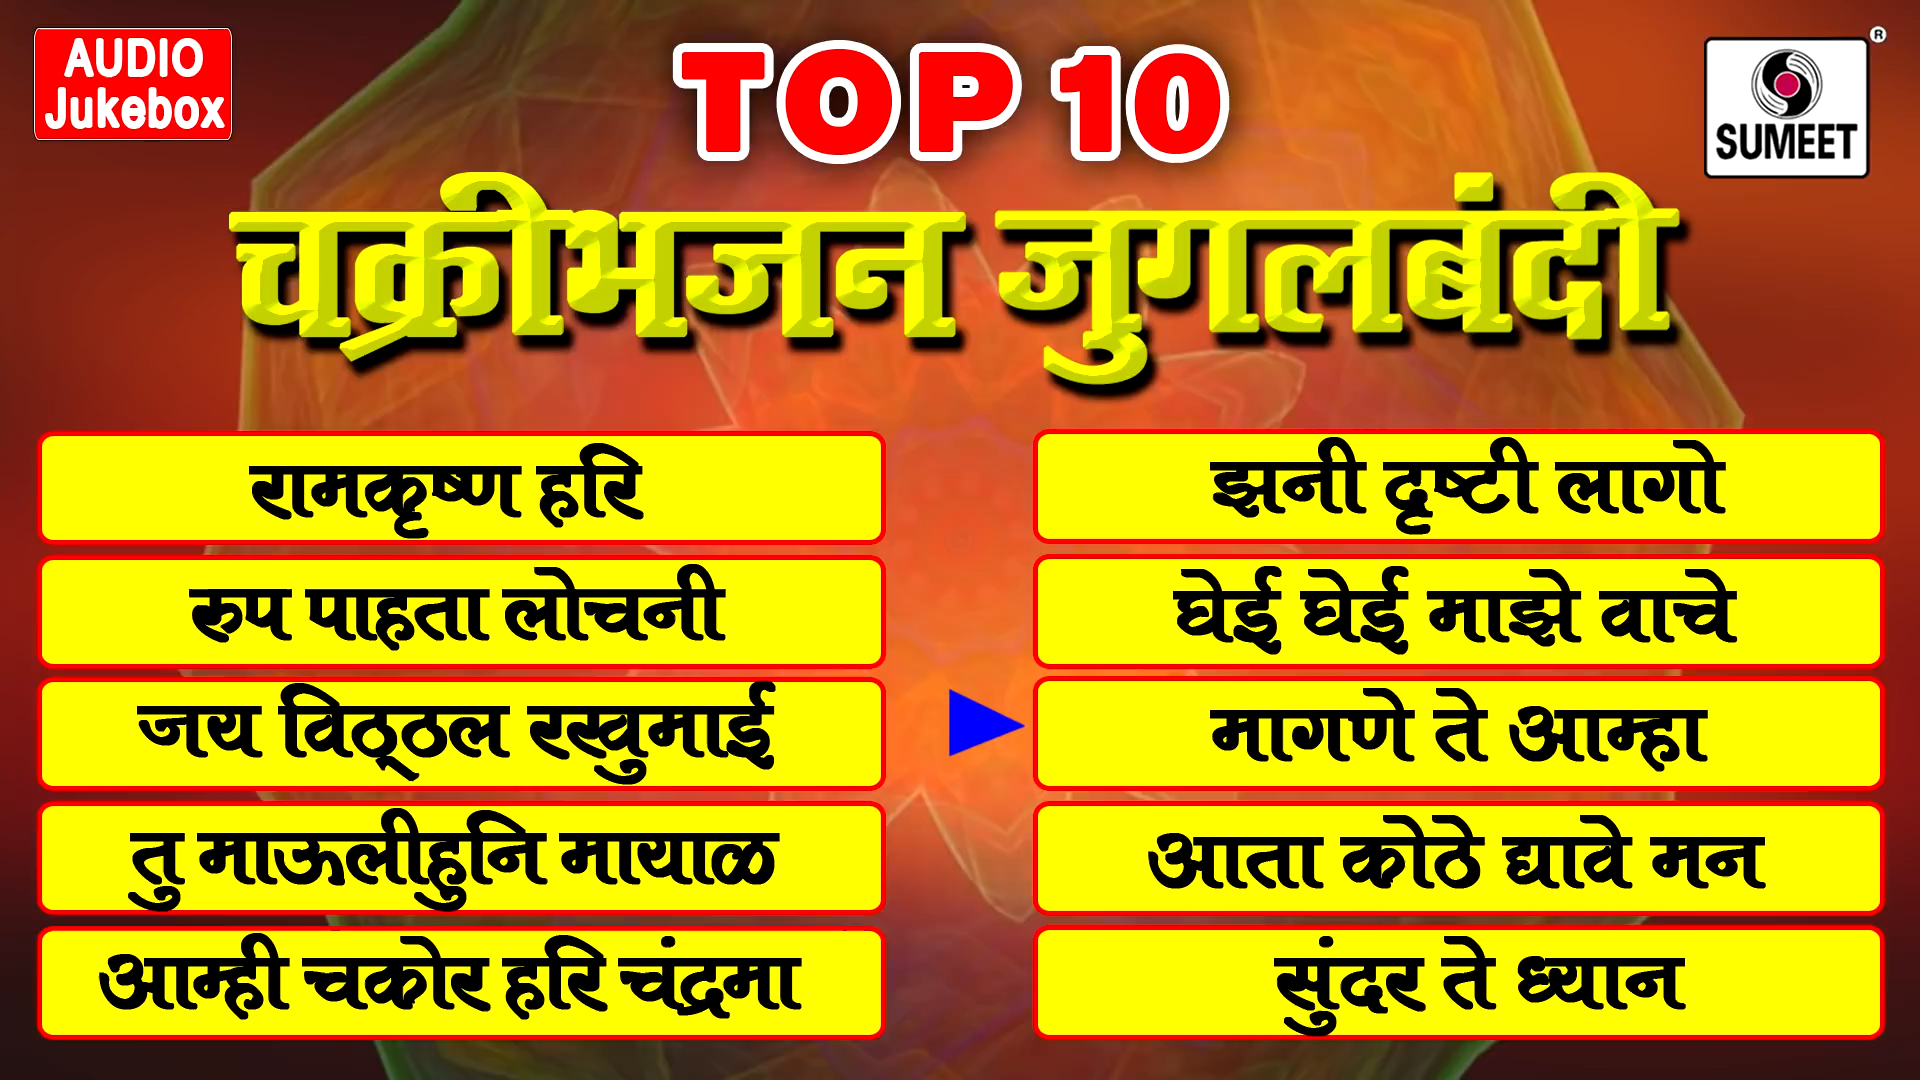 AUDIO
Jukebox
TOP 10
®
SUMEET
चक्रीभजन जुगलबंदी
रामकृष्ण हरि
रुप पाहता लोचनी
जय विठ्ठल रखुमाई
तु माऊलीहुनि मायाळ
आम्ही चकोर हरि चंद्रमा
झनी दृष्टी लागो
घेई घेई माझे वाचे
मागणे ते आम्हा
आता कोठे द्यावे मन
सुंदर ते ध्यान